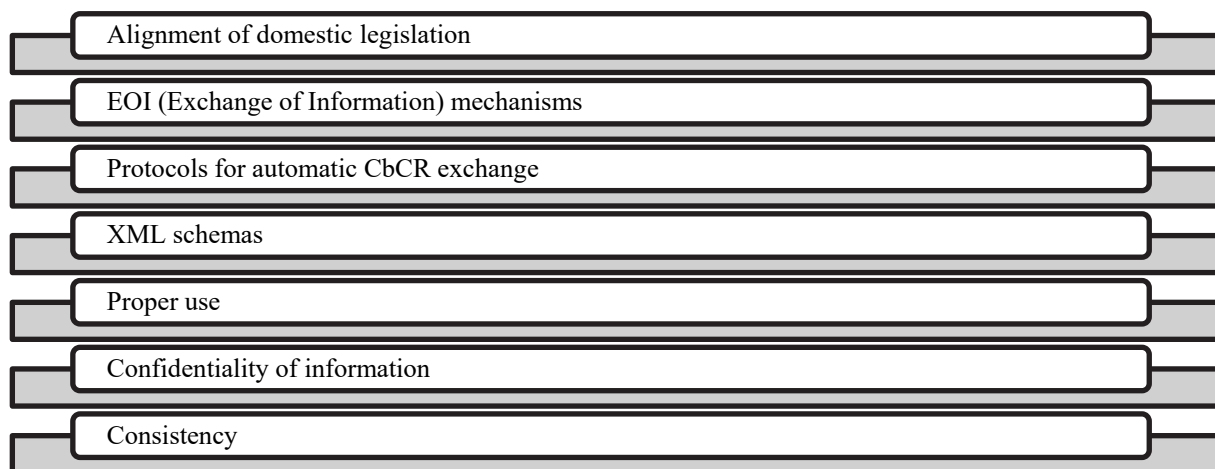 Alignment of domestic legislation
EOI (Exchange of Information) mechanisms
Protocols for automatic CbCR exchange
XML schemas
Proper use
Confidentiality of information
Consistency